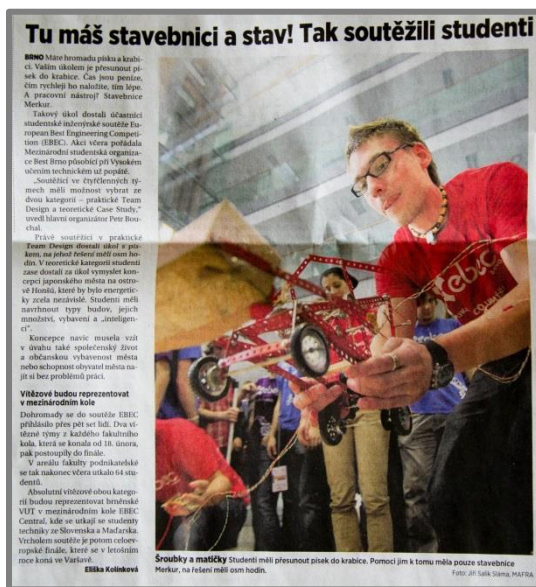 Tu máš stavebnici a stav! Tak soutěžili studenti
BRNO Máte hromadu písku a krabi-
ci. Vaším úkolem je přesunout pí-
sek do krabice. Čas jsou peníze,
čím rychleji ho naložíte, tím lépe.
A pracovní nástroj? Stavebnice
Merkur.
Takový úkol dostali účastníci
studentské inženýrské soutěže Eu-
ropean Best Engineering Competi-
tion (EBEC). Akci včera pořádala
Mezinárodní studentská organiza-
ce Best Brno působící při Vysokém
učením technickém už popáté.
„Soutěžící ve čtyřčlenných tý-
mech měli možnost vybrat ze
dvou kategorií – praktické Team
Design a teoretické Case Study,“
uvedl hlavní organizátor Petr Bou-
chal.
Právě soutěžící v praktické
Team Design dostali úkol s pís-
kem, na jehož řešení měli osm ho-
din. V teoretické kategorii studenti
zase dostali za úkol vymyslet kon-
cepci japonského města na ostro-
vě Honšú, které by bylo energetic-
ky zcela nezávislé. Studenti měli
navrhnout typy budov, jejich
množství, vybavení a „inteligen-
ci“.
Koncepce navíc musela vzít
v úvahu také společenský život
a občanskou vybavenost města
nebo schopnost obyvatel města na-
jít si bez problémů práci.
Vítězové budou reprezentovat
v mezinárodním kole
Dohromady se do soutěže EBEC
přihlásilo přes pět set lidí. Dva ví-
tězné týmy z každého fakultního
kola, která se konala od 18. února,
pak postoupily do finále.
V areálu fakulty podnikatelské
se tak nakonec včera utkalo 64 stu-
dentů.
Absolutní vítězové obou katego-
rií budou reprezentovat brněnské
VUT v mezinárodním kole EBEC
Central, kde se utkají se studenty
techniky ze Slovenska a Maďarska.
Vrcholem soutěže je potom celoev-
ropské finále, které se v letošním
roce koná ve Varšavě.
Eliška Kolínková
ebec
Šroubky a matičky Studenti měli přesunout písek do krabice. Pomoci jim k tomu měla pouze stavebnice
Merkur, na řešení měli osm hodin.
Foto: Jiří Salik Sláma, MAFRA